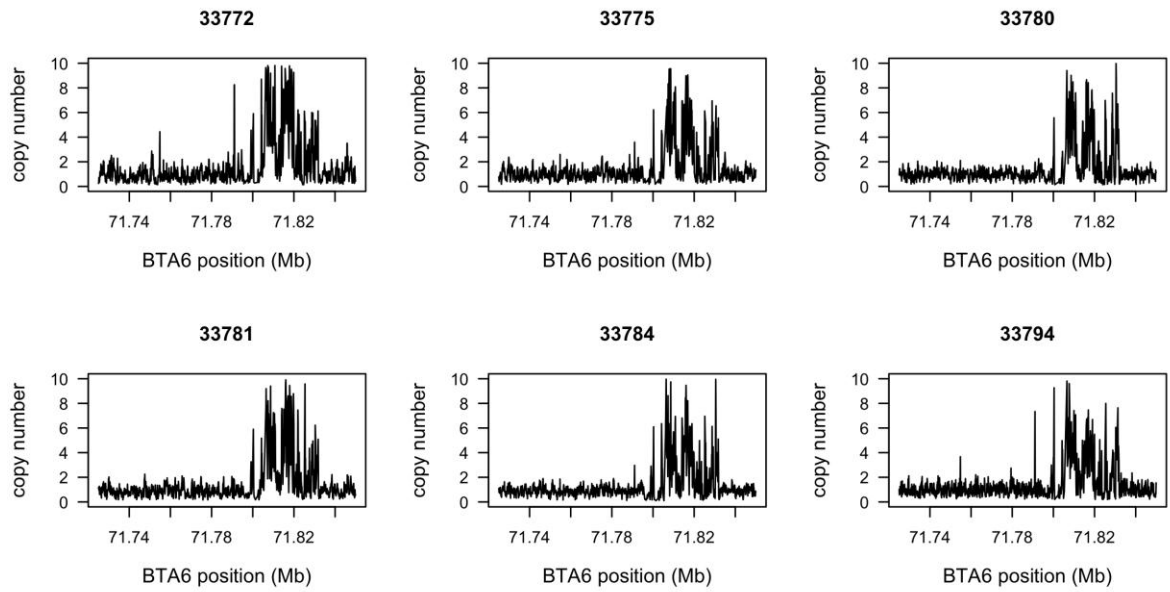 33772 33775 33780
copy number 0 2 4 6 8 10 copy number 0 2 4 6 8 10 copy number 0 2 4 6 8 10
71.74 71.78 71.82 71.74 71.78 71.82 71.74 71.78 71.82
BTA6 position (Mb) BTA6 position (Mb) BTA6 position (Mb)
33781 33784 33794
copy number 0 2 4 6 8 10 copy number 0 2 4 6 8 10 copy number 0 2 4 6 8 10
71.74 71.78 71.82 71.74 71.78 71.82 71.74 71.78 71.82
BTA6 position (Mb) BTA6 position (Mb) BTA6 position (Mb)